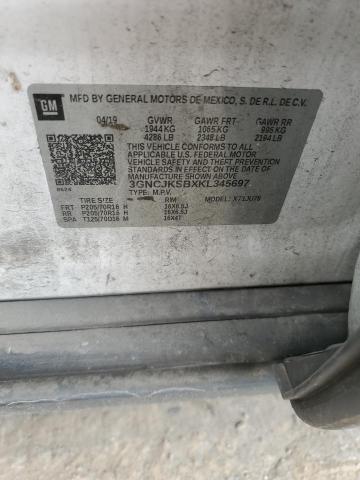 GM
MFD BY GENERAL MOTORS DE MEXICO, S. DE R.L. DE C.V.
04/19 GVWR GAWR FRT GAWR RR
1944 KG 1065 KG 995 KG
4286 LB 2348 LB 2194 LB
THIS VEHICLE CONFORMS TO ALL
APPLICABLE U.S. FEDERAL MOTOR
VEHICLE SAFETY, BUMPER, AND THEFT
PREVENTION STANDARDS IN EFFECT ON
THE DATE OF MANUFACTURE SHOWN ABOVE.
3GNCJKSBXKL345697
TYPE: M.P.V. MODEL: X71JU76
TIRE SIZE RIM
FRT P205/70R16 H 16X6.5J
RR P205/70R16 H 16X6.5J
SPA T125/70D16 M 16X4T